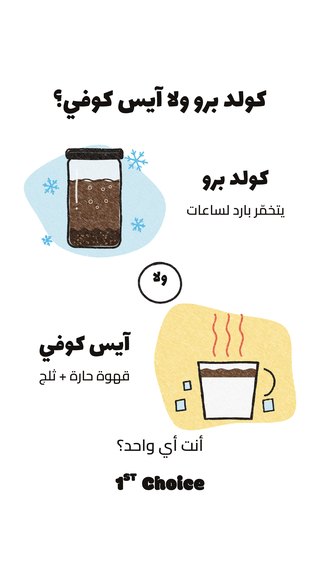 كولد برو ولا آيس كوفي؟
كولد برو
يتخمّر بارد لساعات
ولا
آيس كوفي
قهوة حارة + ثلج
أنت أي واحد؟
1ST Choice